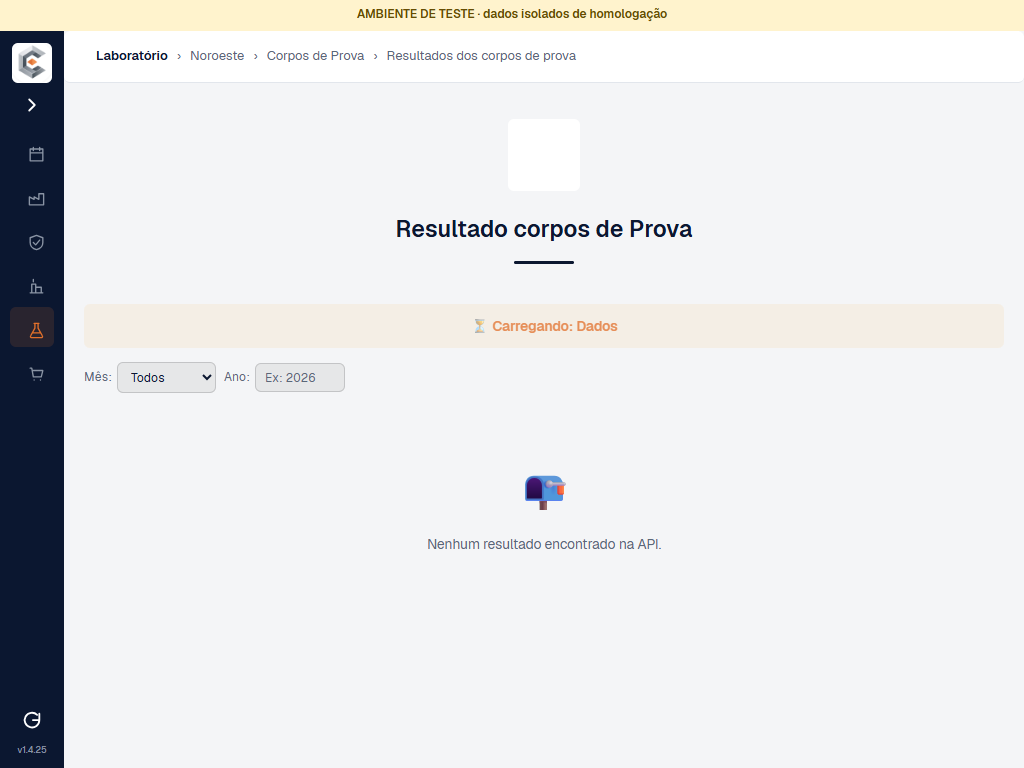 AMBIENTE DE TESTE · dados isolados de homologação
Laboratório › Noroeste › Corpos de Prova › Resultados dos corpos de prova
Resultado corpos de Prova
⏳ Carregando: Dados
Mês: Todos Ano: Ex: 2026
Nenhum resultado encontrado na API.
v1.4.25